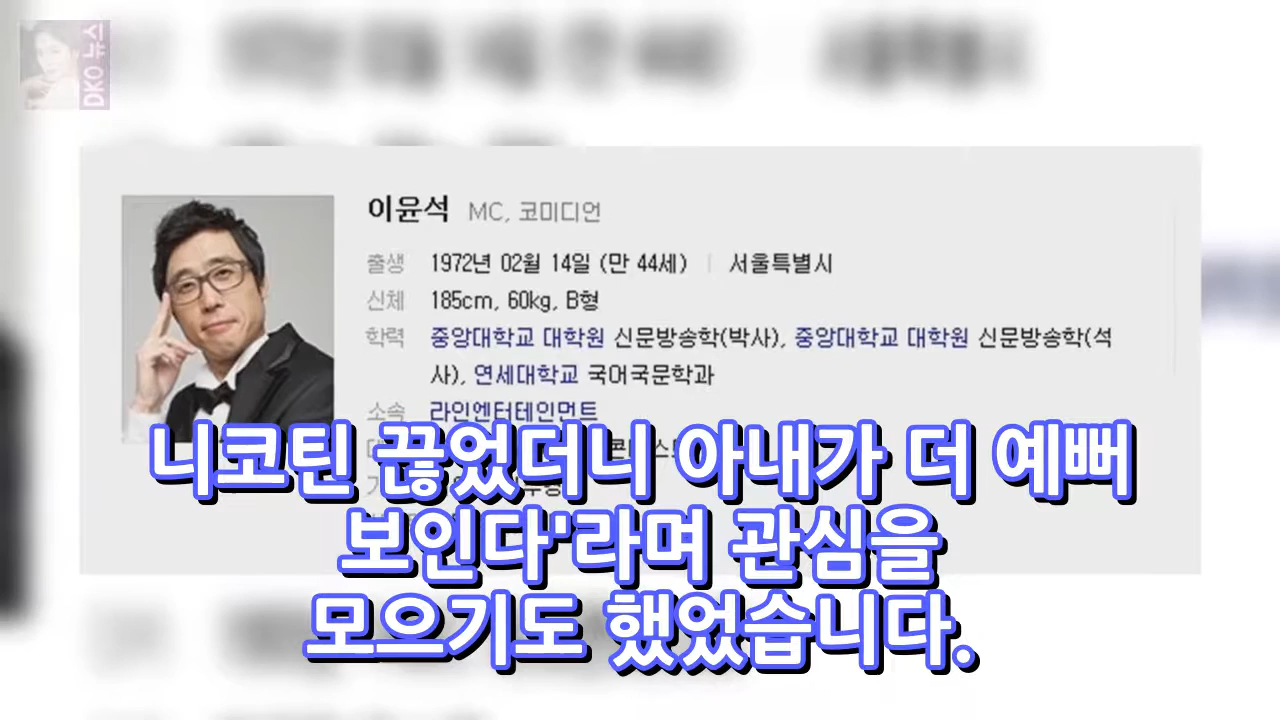 DKO 뉴스
이윤석 MC, 코미디언
출생 1972년 02월 14일 (만 44세) | 서울특별시
신체 185cm, 60kg, B형
학력 중앙대학교 대학원 신문방송학(박사), 중앙대학교 대학원 신문방송학(석
사), 연세대학교 국어국문학과
소속 라인엔터테인먼트
니코틴 끊었더니 아내가 더 예뻐
보인다'라며 관심을
모으기도 했었습니다.